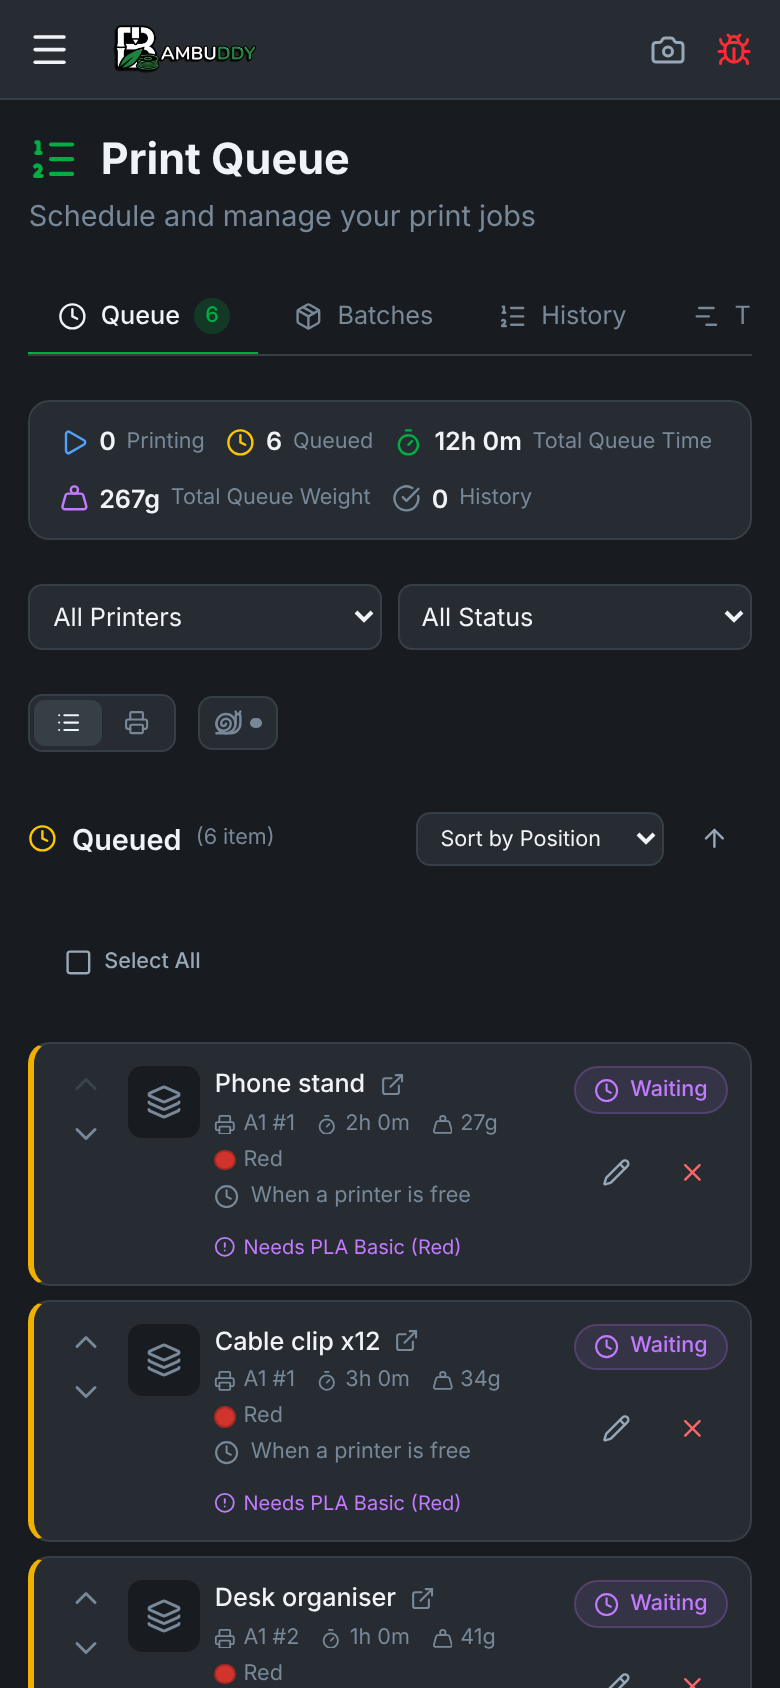 AMBUDDY
Print Queue
Schedule and manage your print jobs
Queue 6 Batches History T
0 Printing 6 Queued 12h 0m Total Queue Time
267g Total Queue Weight 0 History
All Printers All Status
Queued (6 item) Sort by Position
Select All
Phone stand Waiting
A1 #1 2h 0m 27g
Red
When a printer is free
Needs PLA Basic (Red)
Cable clip x12 Waiting
A1 #1 3h 0m 34g
Red
When a printer is free
Needs PLA Basic (Red)
Desk organiser Waiting
A1 #2 1h 0m 41g
Red